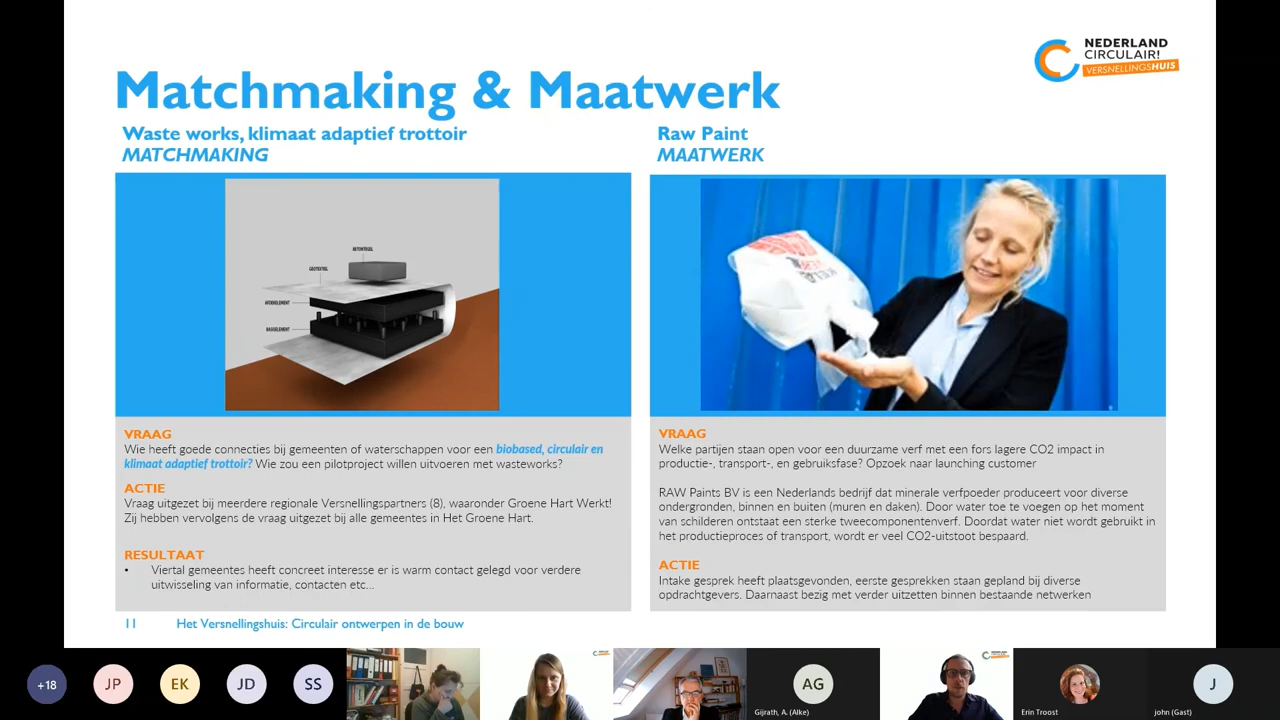 NEDERLAND
CIRCULAIR!
VERSNELLINGSHUIS
Matchmaking & Maatwerk
Waste works, klimaat adaptief trottoir
MATCHMAKING
BETONTEGEL
GEOTEXTIEL
BASISELEMENT
VRAAG
Wie heeft goede connecties bij gemeenten of waterschappen voor een biobased, circulair en
klimaat adaptief trottoir? Wie zou een pilotproject willen uitvoeren met wasteworks?
ACTIE
Vraag uitgezet bij meerdere regionale Versnellingspartners (8), waaronder Groene Hart Werkt!
Zij hebben vervolgens de vraag uitgezet bij alle gemeentes in Het Groene Hart.
RESULTAAT
• Viertal gemeentes heeft concreet interesse er is warm contact gelegd voor verdere
uitwisseling van informatie, contacten etc...
Raw Paint
MAATWERK
VRAAG
Welke partijen staan open voor een duurzame verf met een fors lagere CO2 impact in
productie-, transport-, en gebruiksfase? Opzoek naar launching customer
RAW Paints BV is een Nederlands bedrijf dat minerale verfpoeder produceert voor diverse
ondergronden, binnen en buiten (muren en daken). Door water toe te voegen op het moment
van schilderen ontstaat een sterke tweecomponentenverf. Doordat water niet wordt gebruikt in
het productieproces of transport, wordt er veel CO2-uitstoot bespaard.
ACTIE
Intake gesprek heeft plaatsgevonden, eerste gesprekken staan gepland bij diverse
opdrachtgevers. Daarnaast bezig met verder uitzetten binnen bestaande netwerken
11 Het Versnellingshuis: Circulair ontwerpen in de bouw
+18
JP
EK
JD
SS
AG
Gijrath, A. (Alke)
Erin Troost
J
john (Gast)